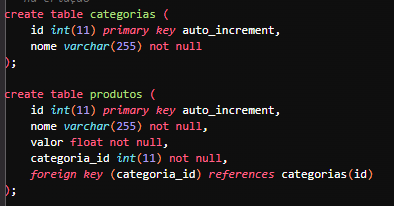 create table categorias (
id int(11) primary key auto_increment,
nome varchar(255) not null
);
create table produtos (
id int(11) primary key auto_increment,
nome varchar(255) not null,
valor float not null,
categoria_id int(11) not null,
foreign key (categoria_id) references categorias(id)
);